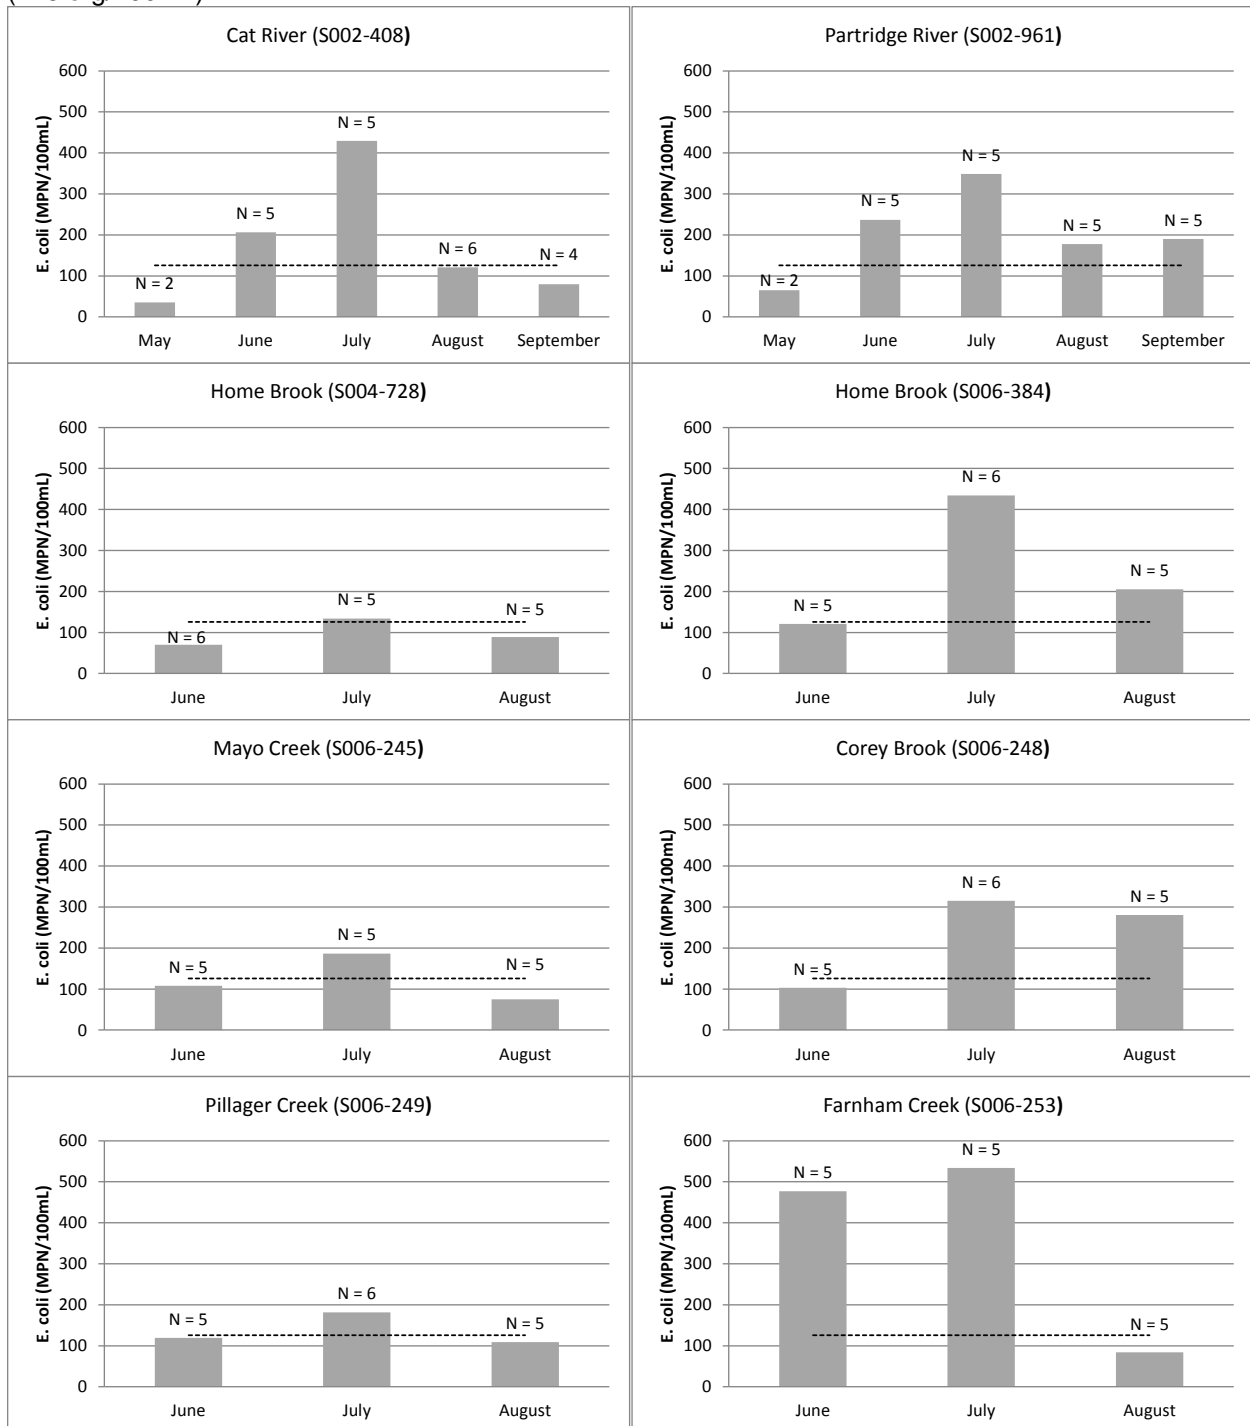 Cat River (S002-408)
E. coli (MPN/100mL)
600
500
400
300
200
100
0
N = 2
N = 5
N = 5
N = 6
N = 4
May June July August September
Partridge River (S002-961)
E. coli (MPN/100mL)
600
500
400
300
200
100
0
N = 2
N = 5
N = 5
N = 5
N = 5
May June July August September
Home Brook (S004-728)
E. coli (MPN/100mL)
600
500
400
300
200
100
0
N = 6
N = 5
N = 5
June July August
Home Brook (S006-384)
E. coli (MPN/100mL)
600
500
400
300
200
100
0
N = 5
N = 6
N = 5
June July August
Mayo Creek (S006-245)
E. coli (MPN/100mL)
600
500
400
300
200
100
0
N = 5
N = 5
N = 5
June July August
Corey Brook (S006-248)
E. coli (MPN/100mL)
600
500
400
300
200
100
0
N = 5
N = 6
N = 5
June July August
Pillager Creek (S006-249)
E. coli (MPN/100mL)
600
500
400
300
200
100
0
N = 5
N = 6
N = 5
June July August
Farnham Creek (S006-253)
E. coli (MPN/100mL)
600
500
400
300
200
100
0
N = 5
N = 5
N = 5
June July August